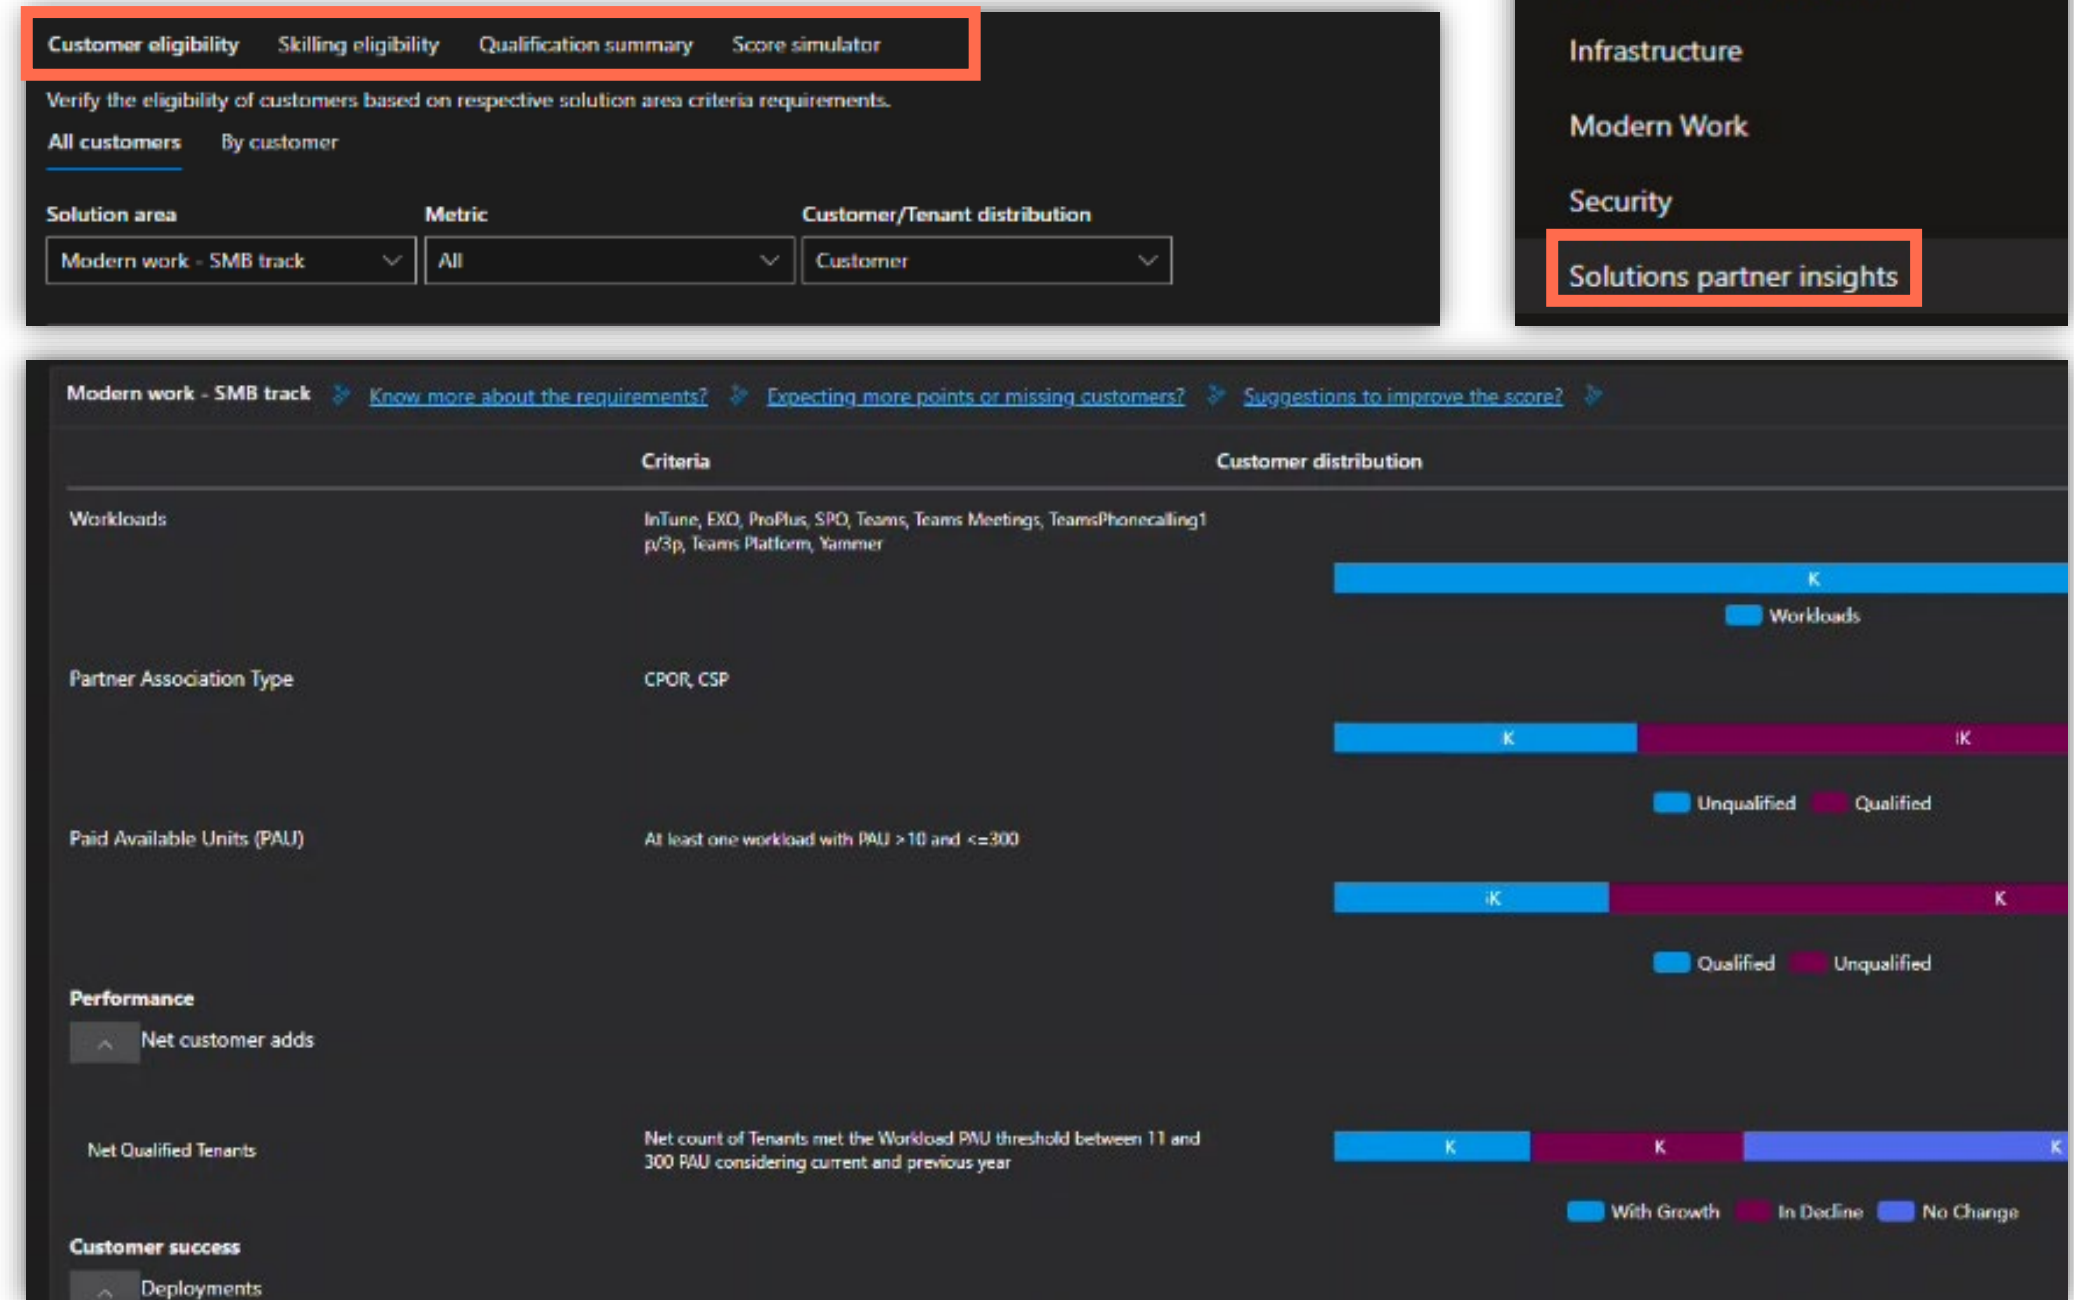 Customer eligibility Skilling eligibility Qualification summary Score simulator
Verify the eligibility of customers based on respective solution area criteria requirements.
All customers By customer
Solution area Metric Customer/Tenant distribution
Modern work - SMB track All Customer
Infrastructure
Modern Work
Security
Solutions partner insights
Modern work - SMB track Know more about the requirements? Expecting more points or missing customers? Suggestions to improve the score?
Criteria Customer distribution
Workloads InTune, EXO, ProPlus, SPO, Teams, Teams Meetings, TeamsPhonecalling1
p/3p, Teams Platform, Yammer
K
Workloads
Partner Association Type CPOR, CSP
K K
Unqualified Qualified
Paid Available Units (PAU) At least one workload with PAU >10 and <=300
K K
Qualified Unqualified
Performance
Net customer adds
Net Qualified Tenants Net count of Tenants met the Workload PAU threshold between 11 and
300 PAU considering current and previous year
K K K
With Growth In Decline No Change
Customer success
Deployments